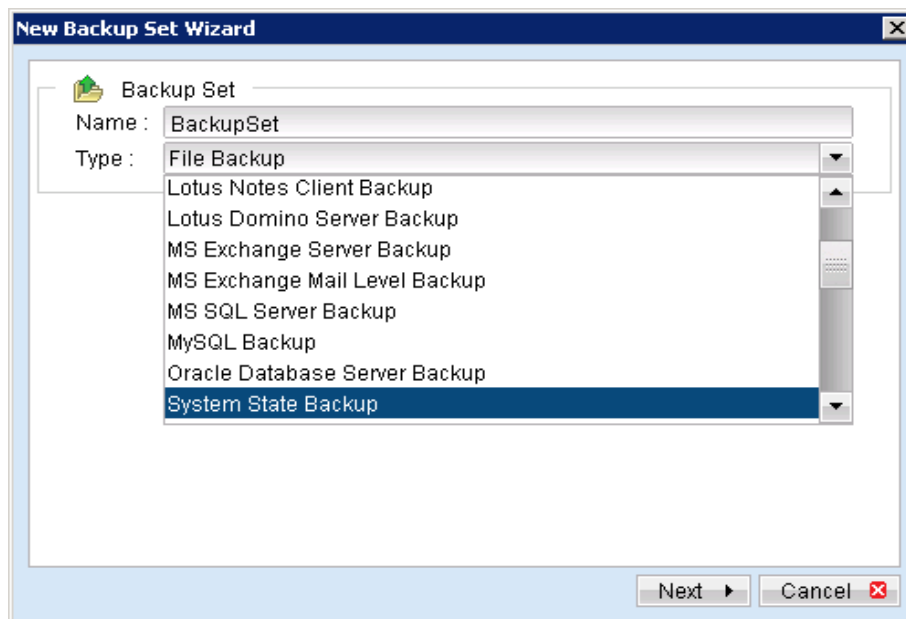 New Backup Set Wizard
Backup Set
Name : BackupSet
Type : File Backup
Lotus Notes Client Backup
Lotus Domino Server Backup
MS Exchange Server Backup
MS Exchange Mail Level Backup
MS SQL Server Backup
MySQL Backup
Oracle Database Server Backup
System State Backup
Next Cancel